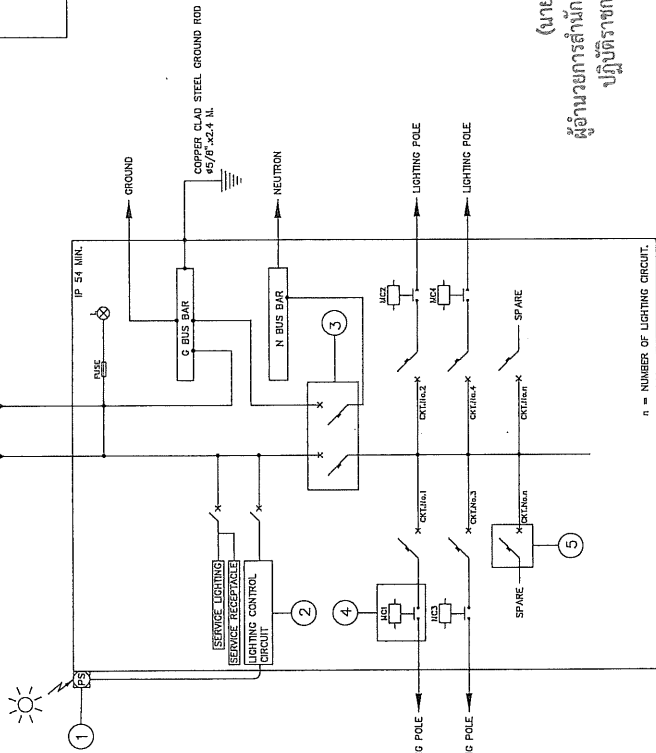 (นาย
ผู้อำนวยการสำนัก
ปฏิบัติราชก
IP 54 MIN.
FUSE
L
GROUND
COPPER CLAD STEEL GROUND ROD
ø5/8".x2.4 M.
G BUS BAR
NEUTRON
N BUS BAR
3
PS
1
SERVICE LIGHTING
SERVICE RECEPTACLE
LIGHTING CONTROL
CIRCUIT
2
4
MC1
CKT.No.1
CKT.No.2
MC2
LIGHTING POLE
G POLE
MC3
CKT.No.3
CKT.No.4
MC4
LIGHTING POLE
G POLE
SPARE
CKT.No.n
CKT.No.n
SPARE
5
n = NUMBER OF LIGHTING CIRCUIT.